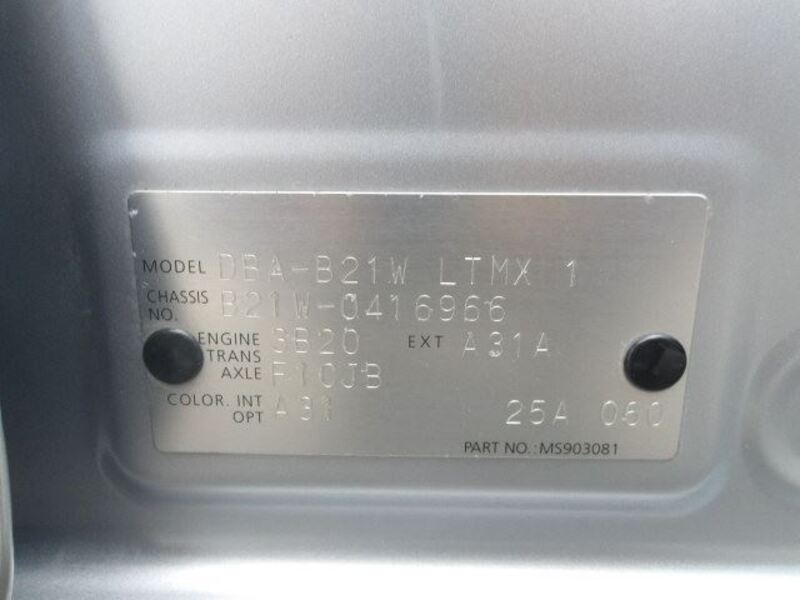 MODEL DBA-B21W LTMX 1
CHASSIS NO. B21W-0416966
ENGINE 3B20 EXT A31A
TRANS AXLE F1CJB
COLOR. INT OPT A31 25A 060
PART NO.: MS903081